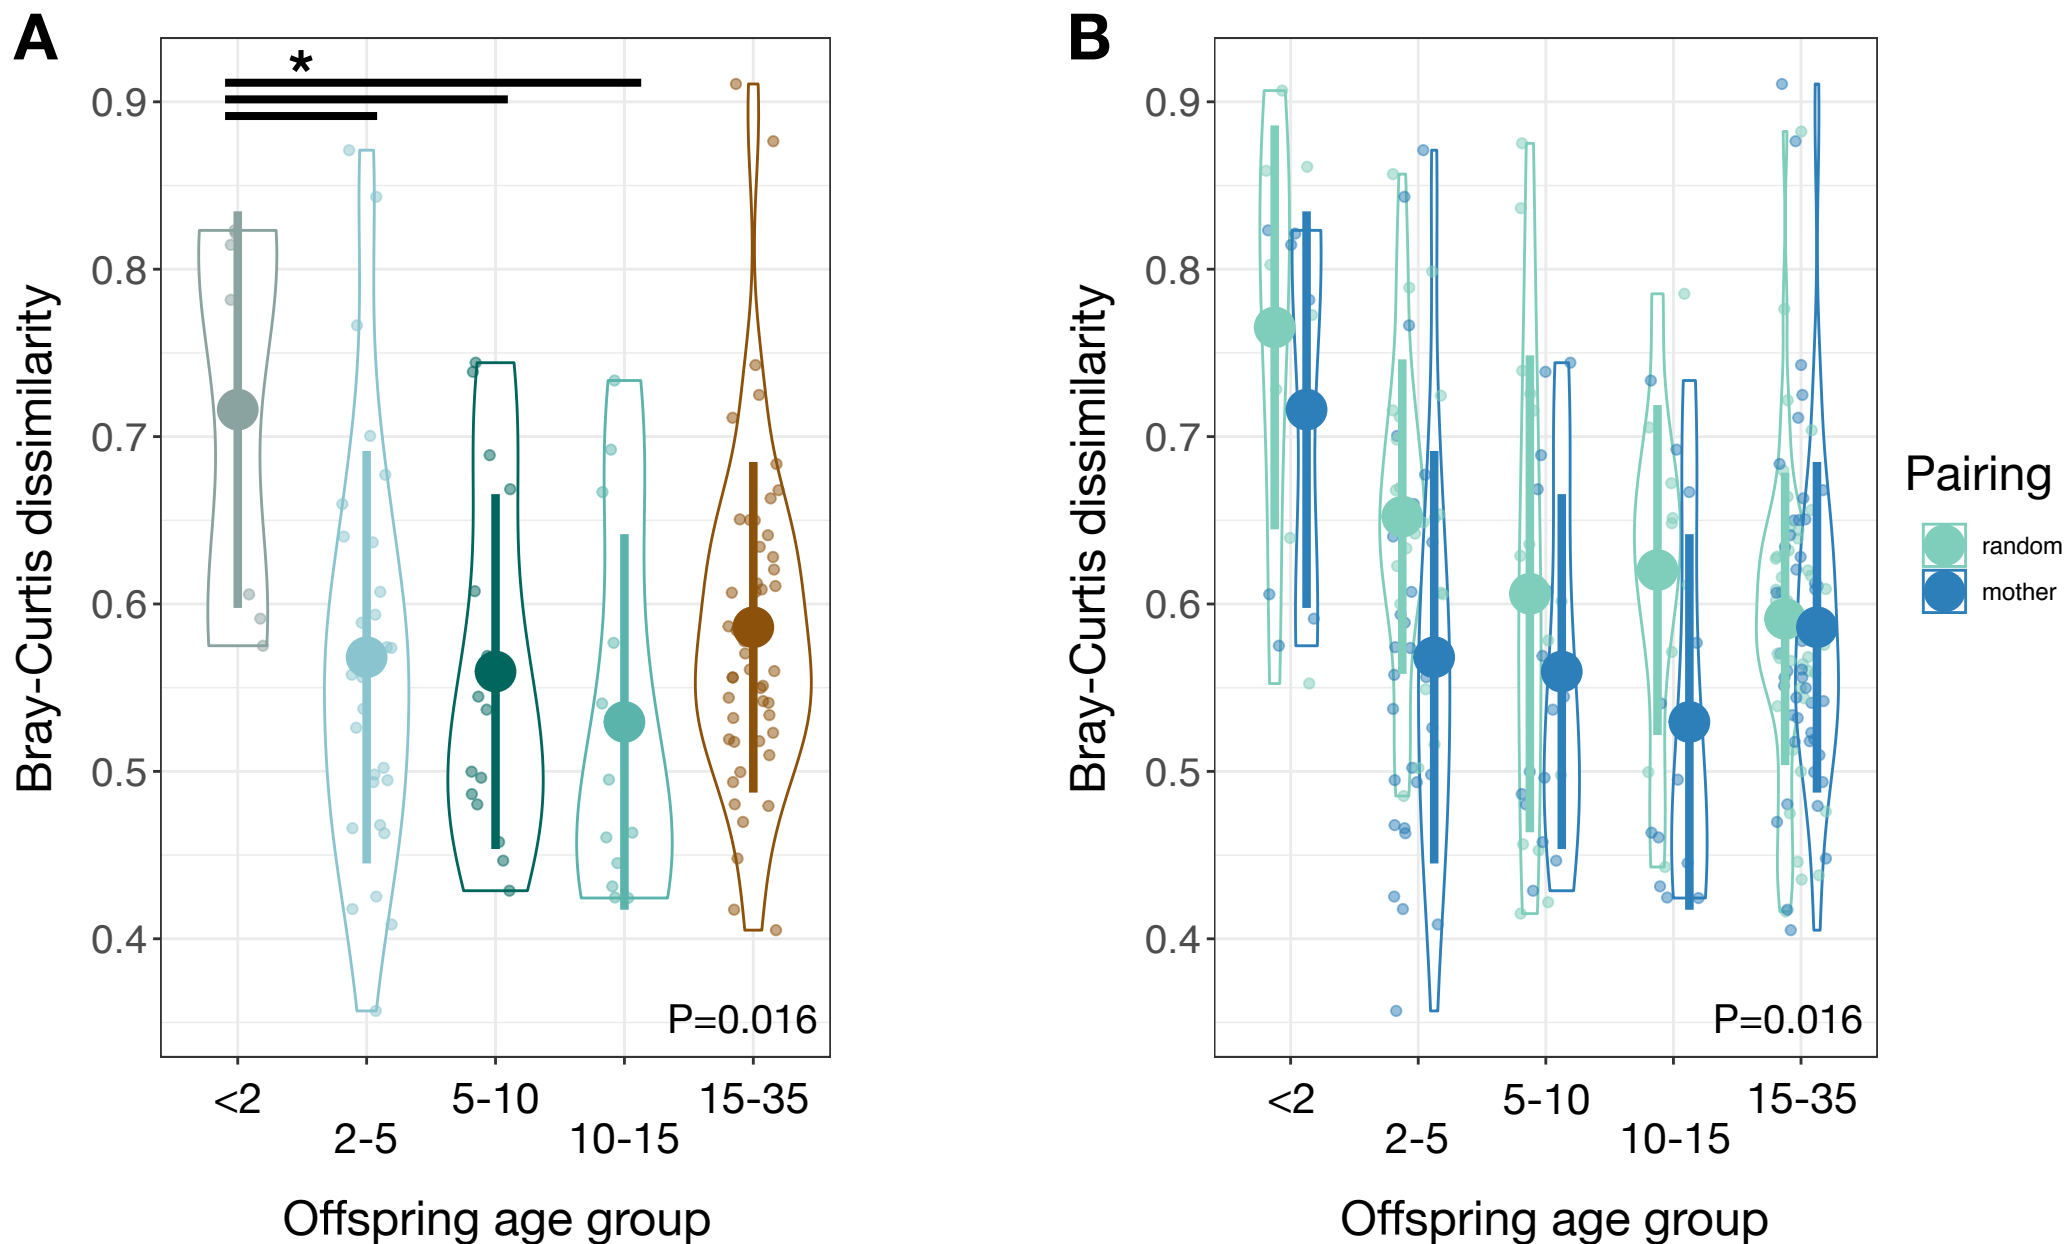 A
*
0.9
0.8
0.7
0.6
0.5
0.4
Bray-Curtis dissimilarity
P=0.016
<2
2-5
5-10
10-15
15-35
Offspring age group
B
0.9
0.8
0.7
0.6
0.5
0.4
Bray-Curtis dissimilarity
P=0.016
<2
2-5
5-10
10-15
15-35
Offspring age group
Pairing
random
mother